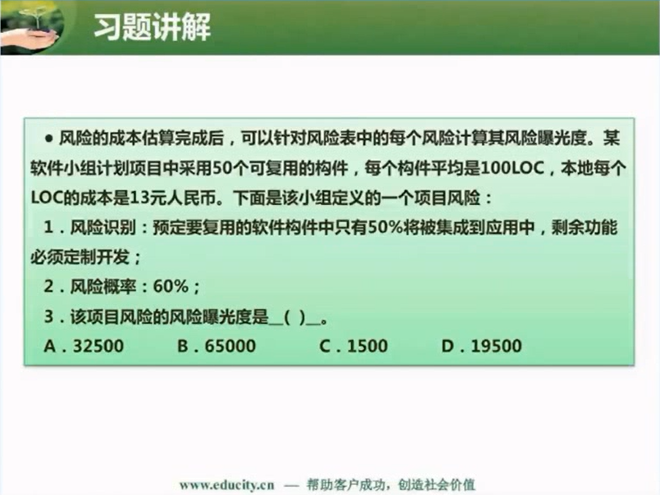 习题讲解
● 风险的成本估算完成后，可以针对风险表中的每个风险计算其风险曝光度。某
软件小组计划项目中采用50个可复用的构件，每个构件平均是100LOC，本地每个
LOC的成本是13元人民币。下面是该小组定义的一个项目风险：
1．风险识别：预定要复用的软件构件中只有50%将被集成到应用中，剩余功能
必须定制开发；
2．风险概率：60%；
3．该项目风险的风险曝光度是__( )__。
A．32500 B．65000 C．1500 D．19500
www.educity.cn — 帮助客户成功，创造社会价值